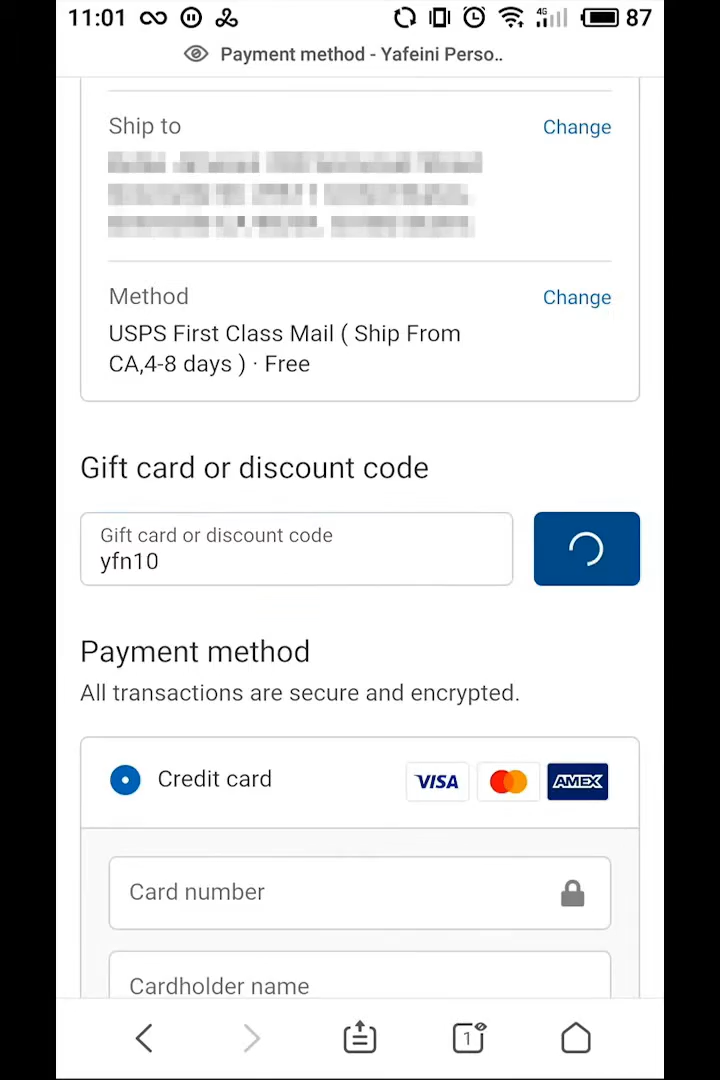 11:01 4G 87
Payment method - Yafeini Perso..
Ship to Change
Method Change
USPS First Class Mail ( Ship From
CA,4-8 days ) · Free
Gift card or discount code
Gift card or discount code
yfn10
Payment method
All transactions are secure and encrypted.
Credit card VISA AMEX
Card number
Cardholder name
1